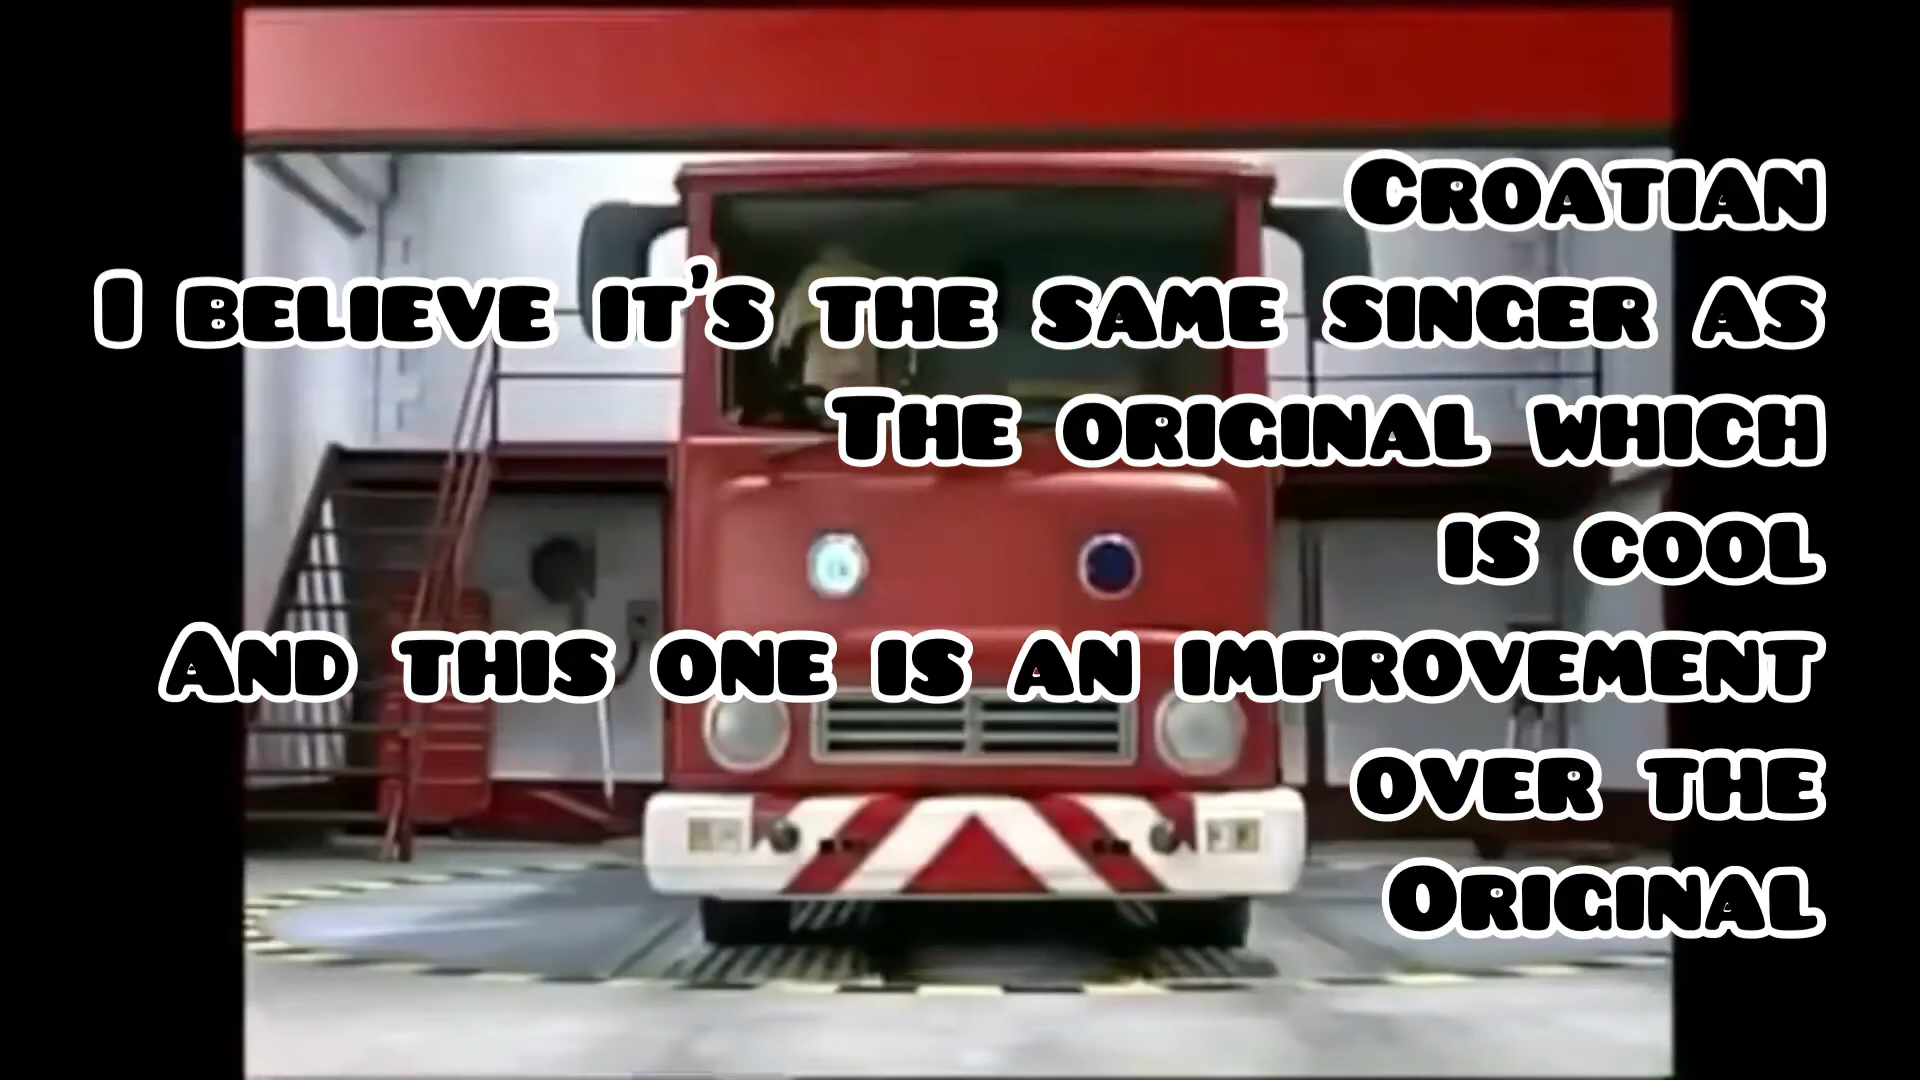 Croatian
I believe it's the same singer as
The original which
is cool
And this one is an improvement
over the
Original